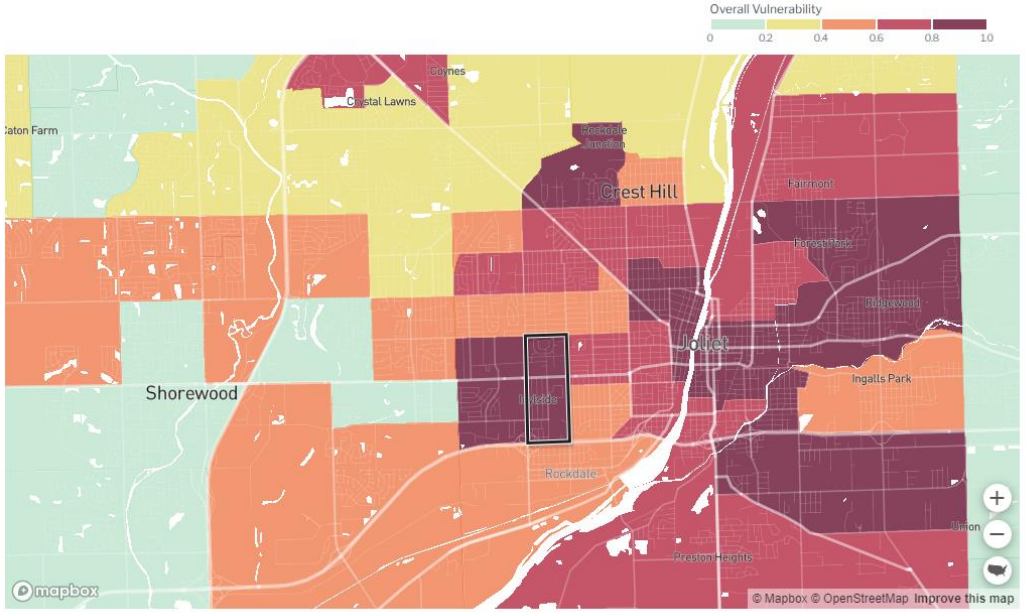 Overall Vulnerability
0 0.2 0.4 0.6 0.8 1.0
Coynes
Crystal Lawns
Caton Farm
Rockdale
Junction
Crest Hill
Fairmont
Forest Park
Ridgewood
Joliet
Ingalls Park
Shorewood
Rockdale
Preston Heights
Union
mapbox
© Mapbox © OpenStreetMap Improve this map